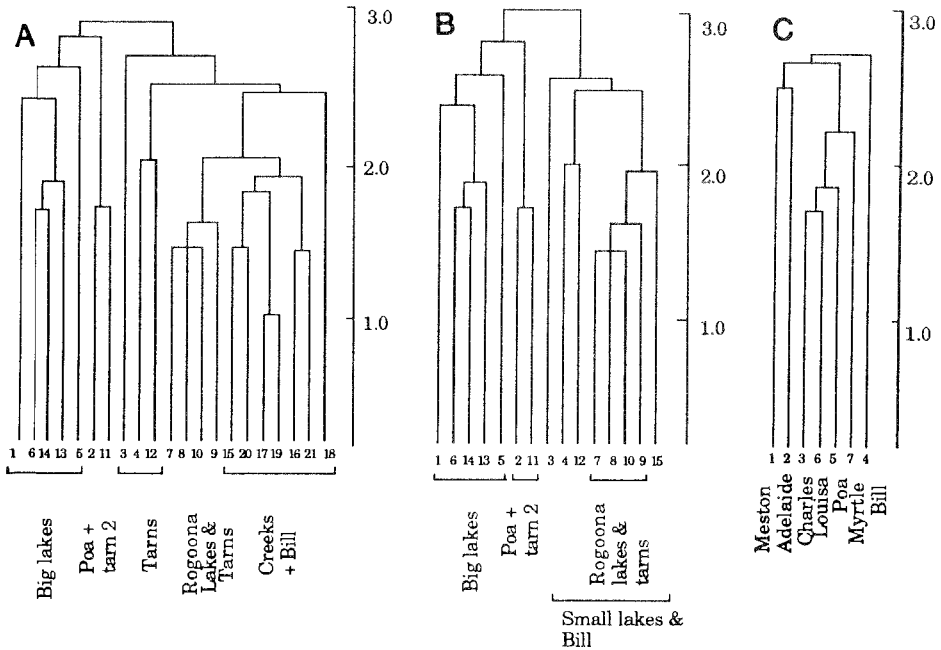 A
3.0
2.0
1.0
1 6 14 13 5 2 11 3 4 12 7 8 10 9 15 20 17 19 16 21 18
Big lakes
Poa +
tarn 2
Tarns
Rogoona
Lakes &
Tarns
Creeks
+ Bill
B
3.0
2.0
1.0
1 6 14 13 5 2 11 3 4 12 7 8 10 9 15
Big lakes
Poa +
tarn 2
Rogoona
lakes &
tarns
Small lakes &
Bill
C
3.0
2.0
1.0
1 2 3 6 5 7 4
Meston
Adelaide
Charles
Louisa
Poa
Myrtle
Bill